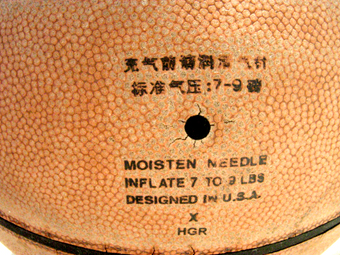 充气前请润湿气针
标准气压:7-9磅
MOISTEN NEEDLE
INFLATE 7 TO 9 LBS
DESIGNED IN U.S.A.
X
HGR